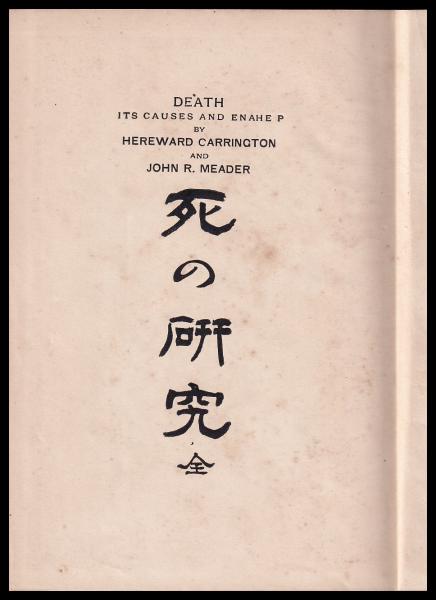 DEATH
ITS CAUSES AND ENAHE P
BY
HEREWARD CARRINGTON
AND
JOHN R. MEADER
死の研究
全